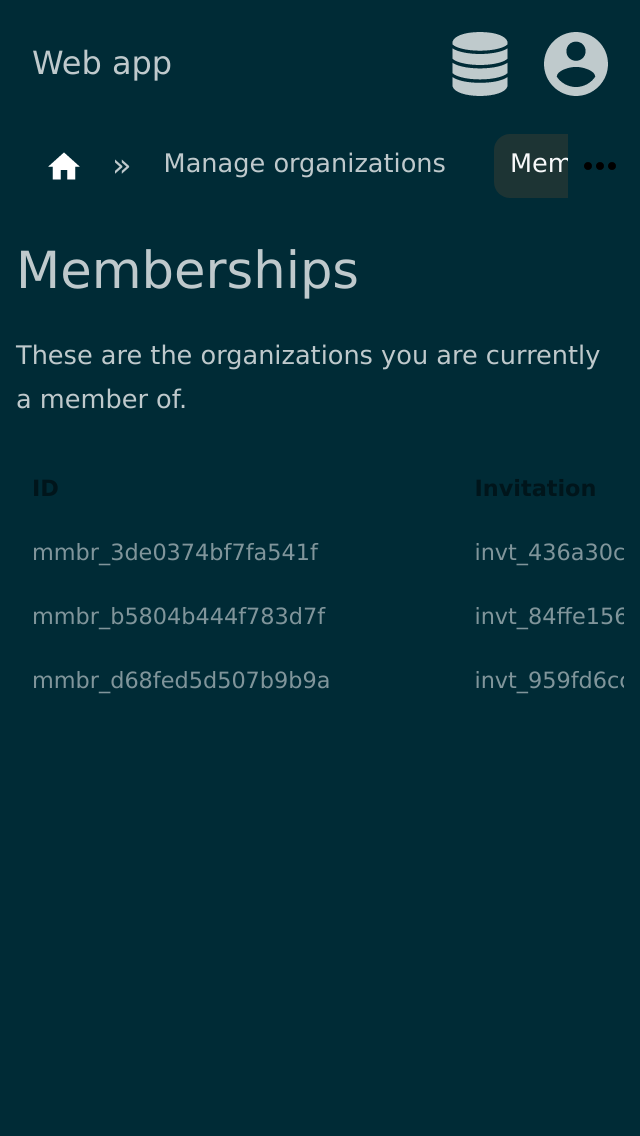 Web app
» Manage organizations Mem
Memberships
These are the organizations you are currently
a member of.
ID Invitation
mmbr_3de0374bf7fa541f invt_436a30c
mmbr_b5804b444f783d7f invt_84ffe156
mmbr_d68fed5d507b9b9a invt_959fd6cc